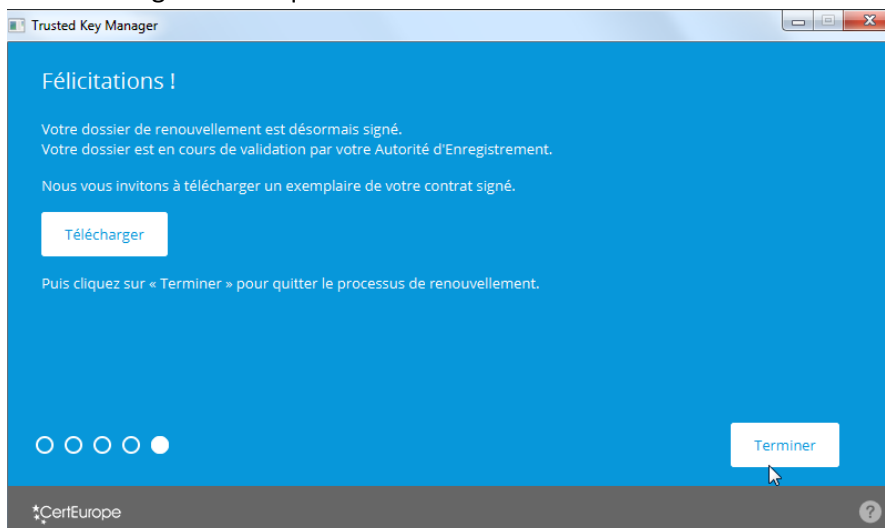 Trusted Key Manager
Félicitations !
Votre dossier de renouvellement est désormais signé.
Votre dossier est en cours de validation par votre Autorité d'Enregistrement.
Nous vous invitons à télécharger un exemplaire de votre contrat signé.
Télécharger
Puis cliquez sur « Terminer » pour quitter le processus de renouvellement.
Terminer
CertEurope
?